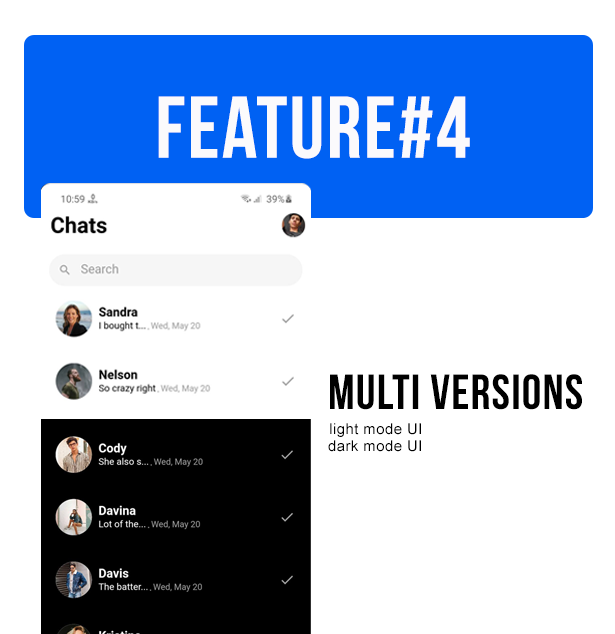 FEATURE#4
10:59
39%
Chats
Search
Sandra
I bought t... , Wed, May 20
Nelson
So crazy right , Wed, May 20
MULTI VERSIONS
light mode UI
dark mode UI
Cody
She also s... , Wed, May 20
Davina
Lot of the... , Wed, May 20
Davis
The batter... , Wed, May 20